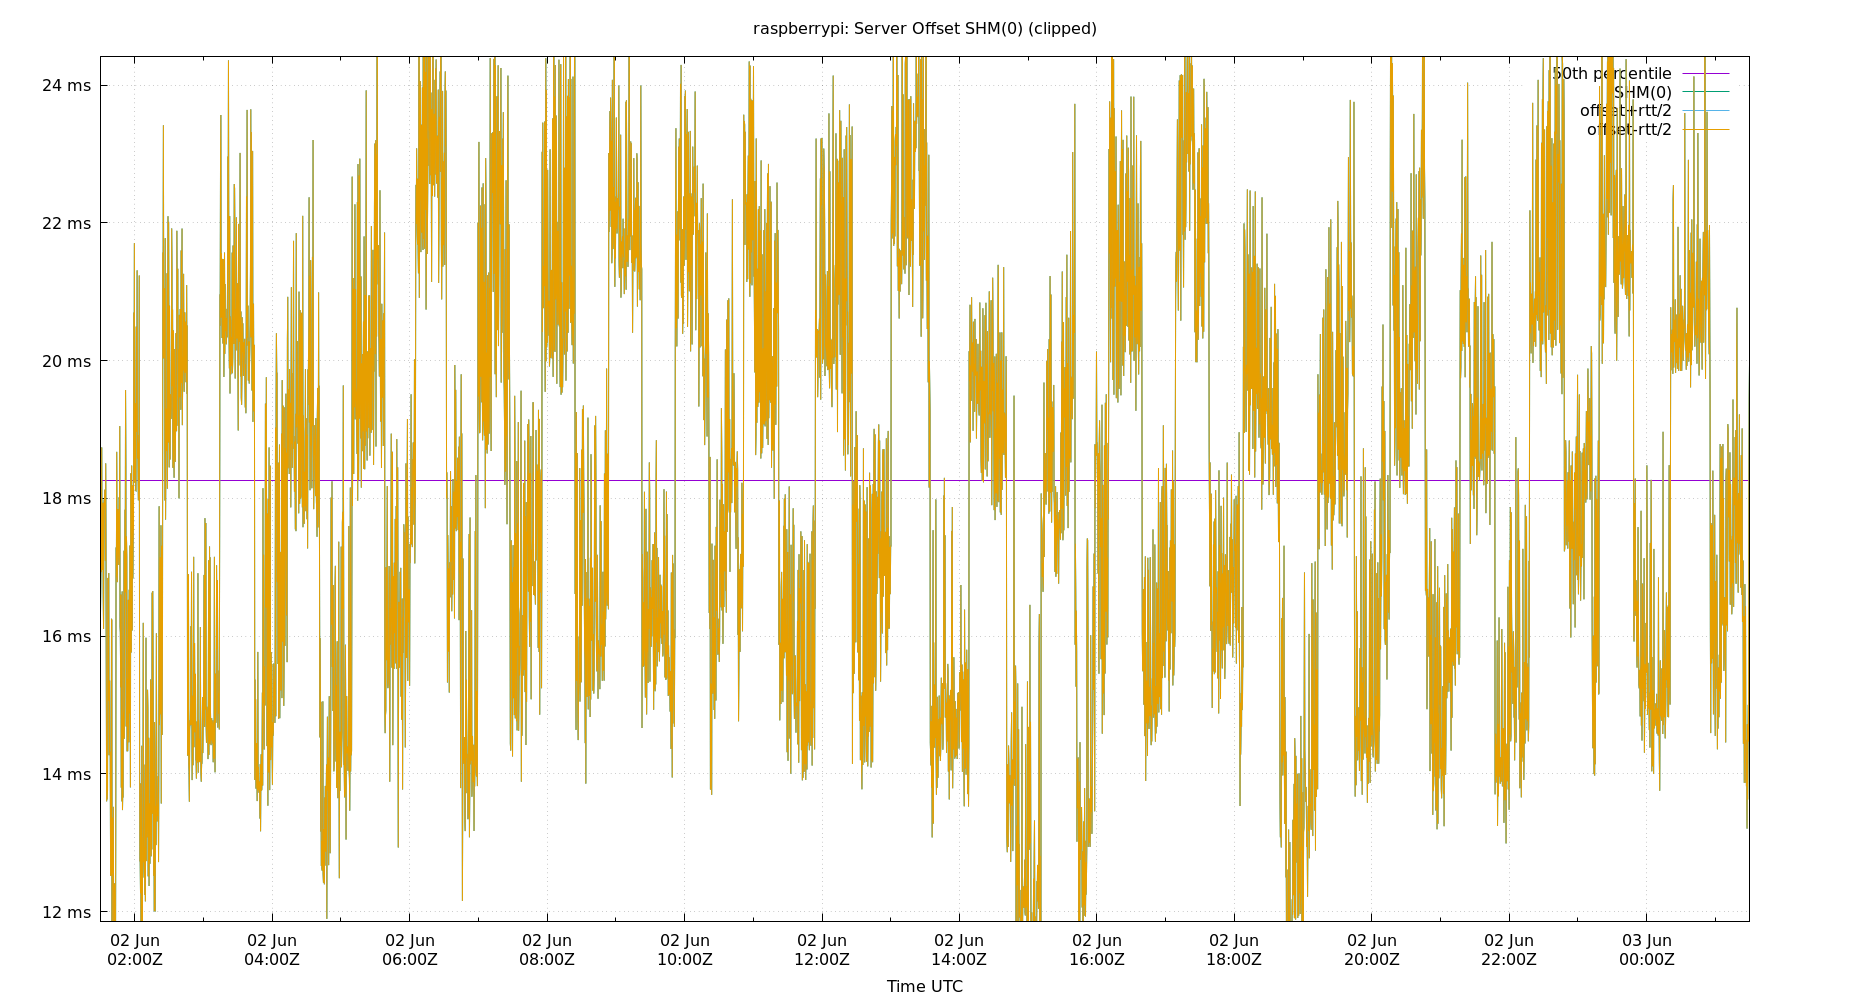 raspberrypi: Server Offset SHM(0) (clipped)
50th percentile
SHM(0)
offset+rtt/2
offset-rtt/2
24 ms
22 ms
20 ms
18 ms
16 ms
14 ms
12 ms
02 Jun 02 Jun 02 Jun 02 Jun 02 Jun 02 Jun 02 Jun 02 Jun 02 Jun 02 Jun 02 Jun 03 Jun
02:00Z 04:00Z 06:00Z 08:00Z 10:00Z 12:00Z 14:00Z 16:00Z 18:00Z 20:00Z 22:00Z 00:00Z
Time UTC